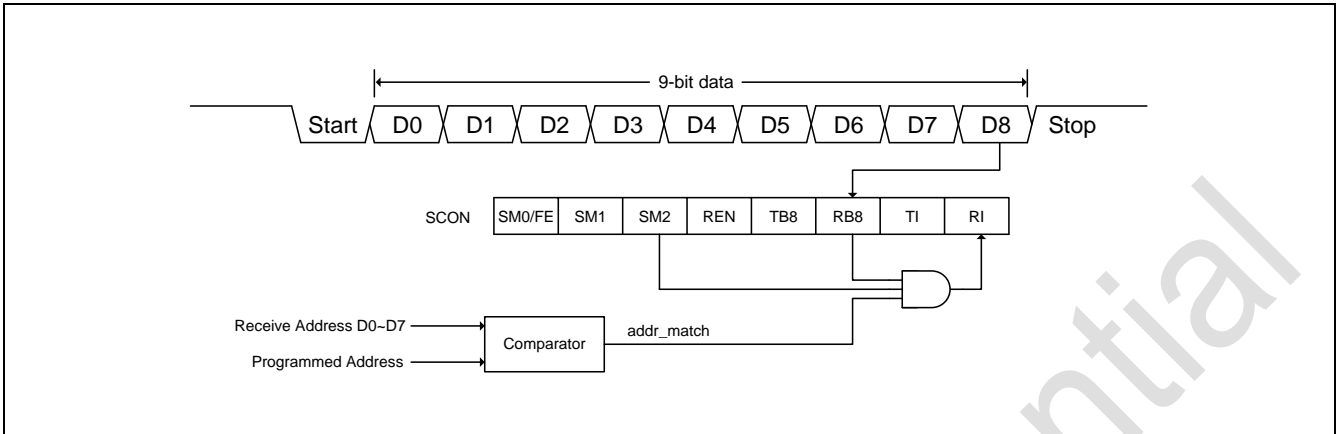 9-bit data
Start D0 D1 D2 D3 D4 D5 D6 D7 D8 Stop
SCON SM0/FE SM1 SM2 REN TB8 RB8 TI RI
Receive Address D0~D7
Programmed Address
Comparator
addr_match
ntial